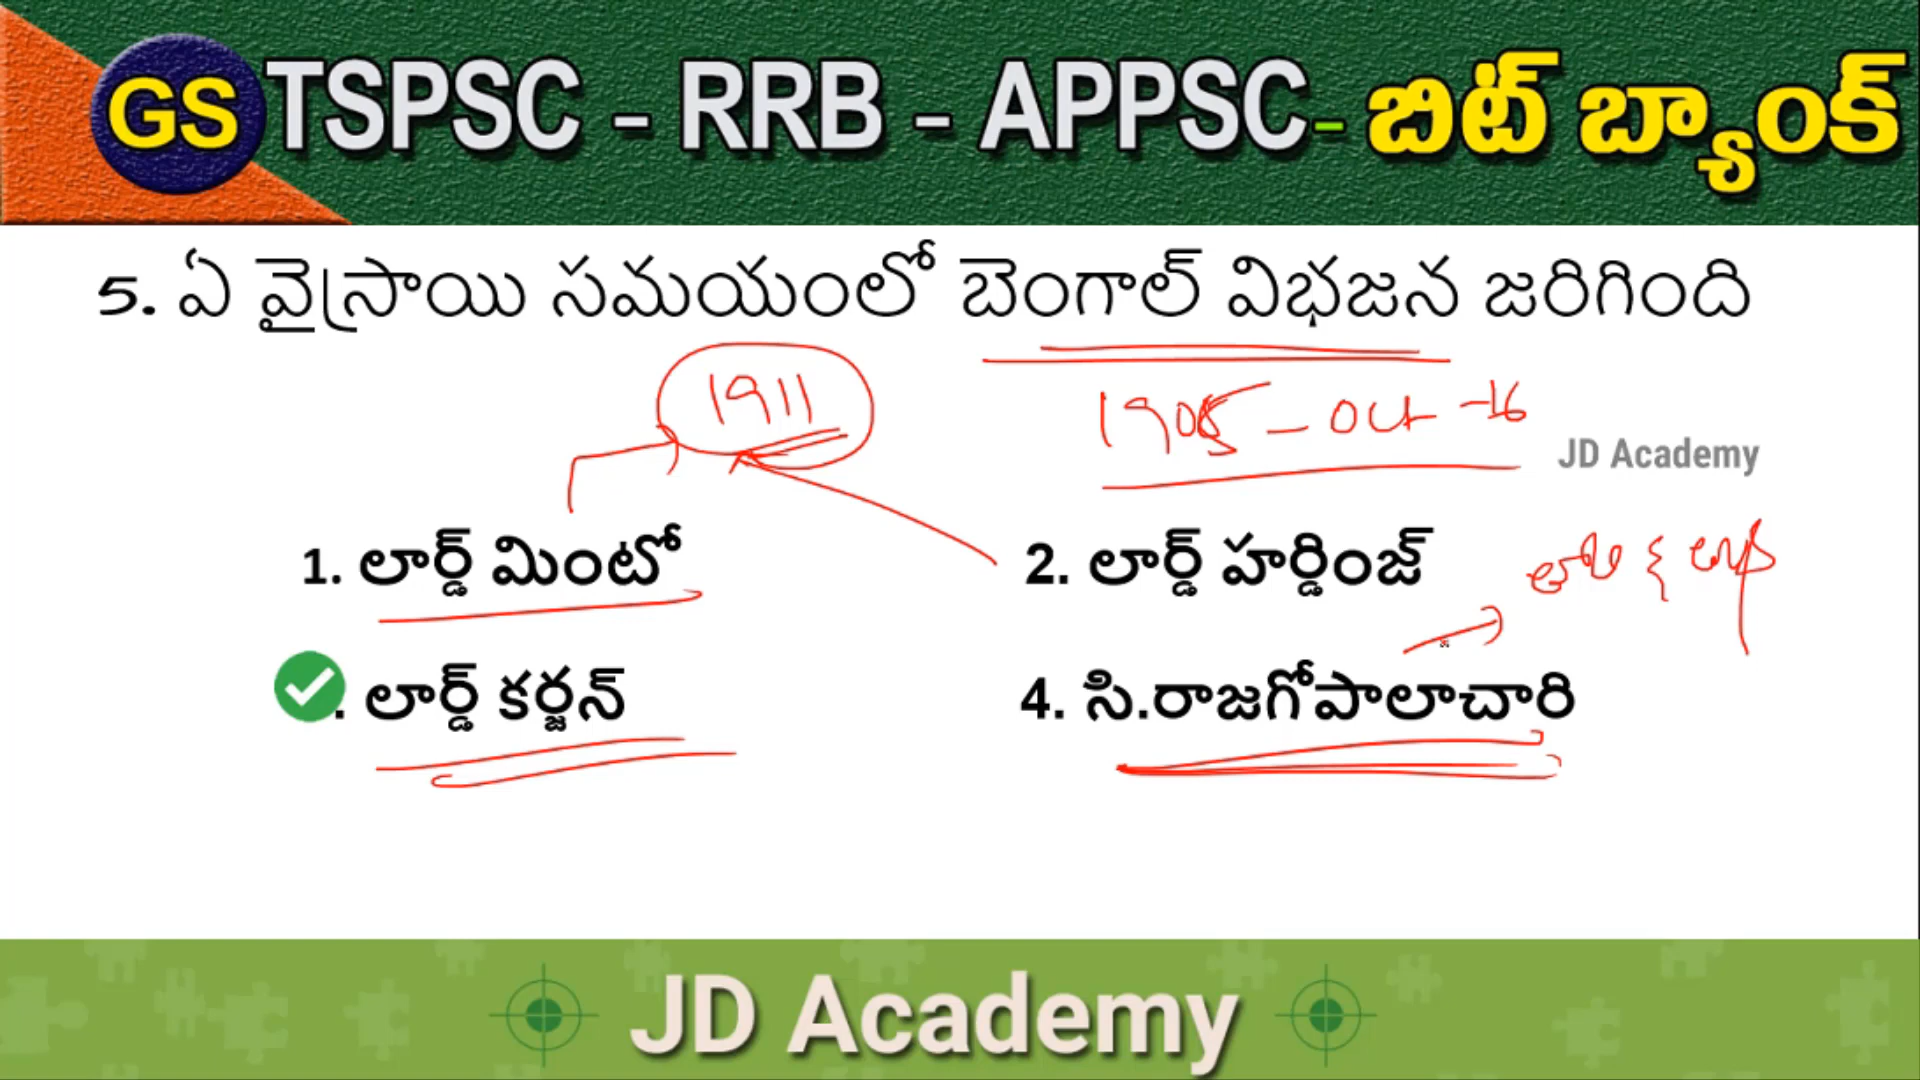 GS TSPSC - RRB - APPSC- బిట్ బ్యాంక్
5. ఏ వైస్రాయి సమయంలో బెంగాల్ విభజన జరిగింది
1911
1905 - Oct -16
JD Academy
1. లార్డ్ మింటో
2. లార్డ్ హర్డింజ్
. లార్డ్ కర్జన్
4. సి.రాజగోపాలాచారి
JD Academy